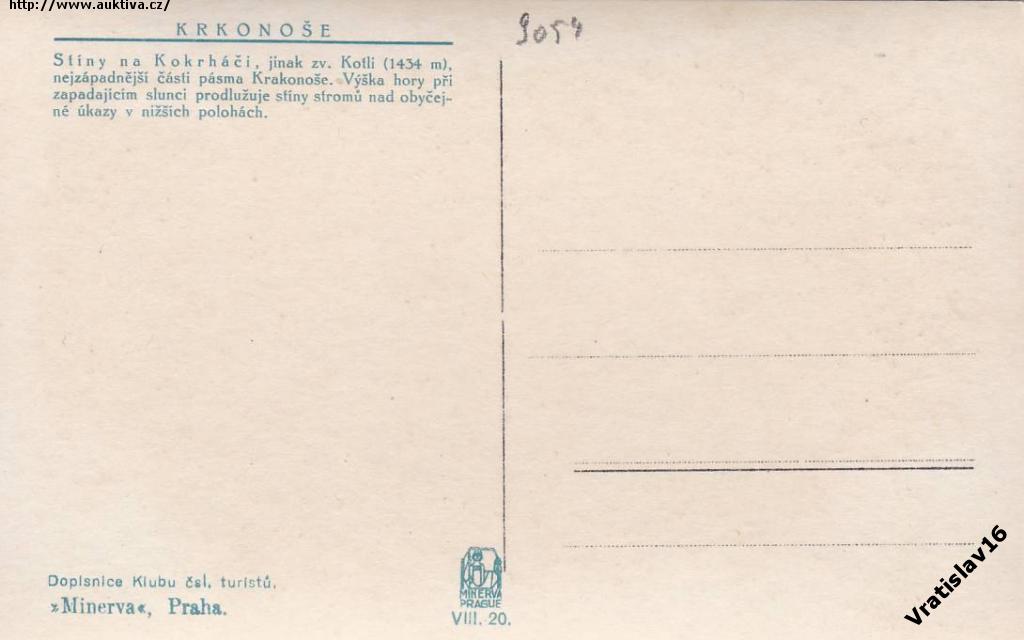 http://www.auktiva.cz/
9054
KRKONOŠE
Stíny na Kokrháči, jinak zv. Kotli (1434 m),
nejzápadnější části pásma Krakonoše. Výška hory při
zapadajícím slunci prodlužuje stíny stromů nad obyčej-
né úkazy v nižších polohách.
Dopisnice Klubu čsl. turistů.
»Minerva«, Praha.
MINERVA
PRAGUE
VIII. 20.
Vratislav16